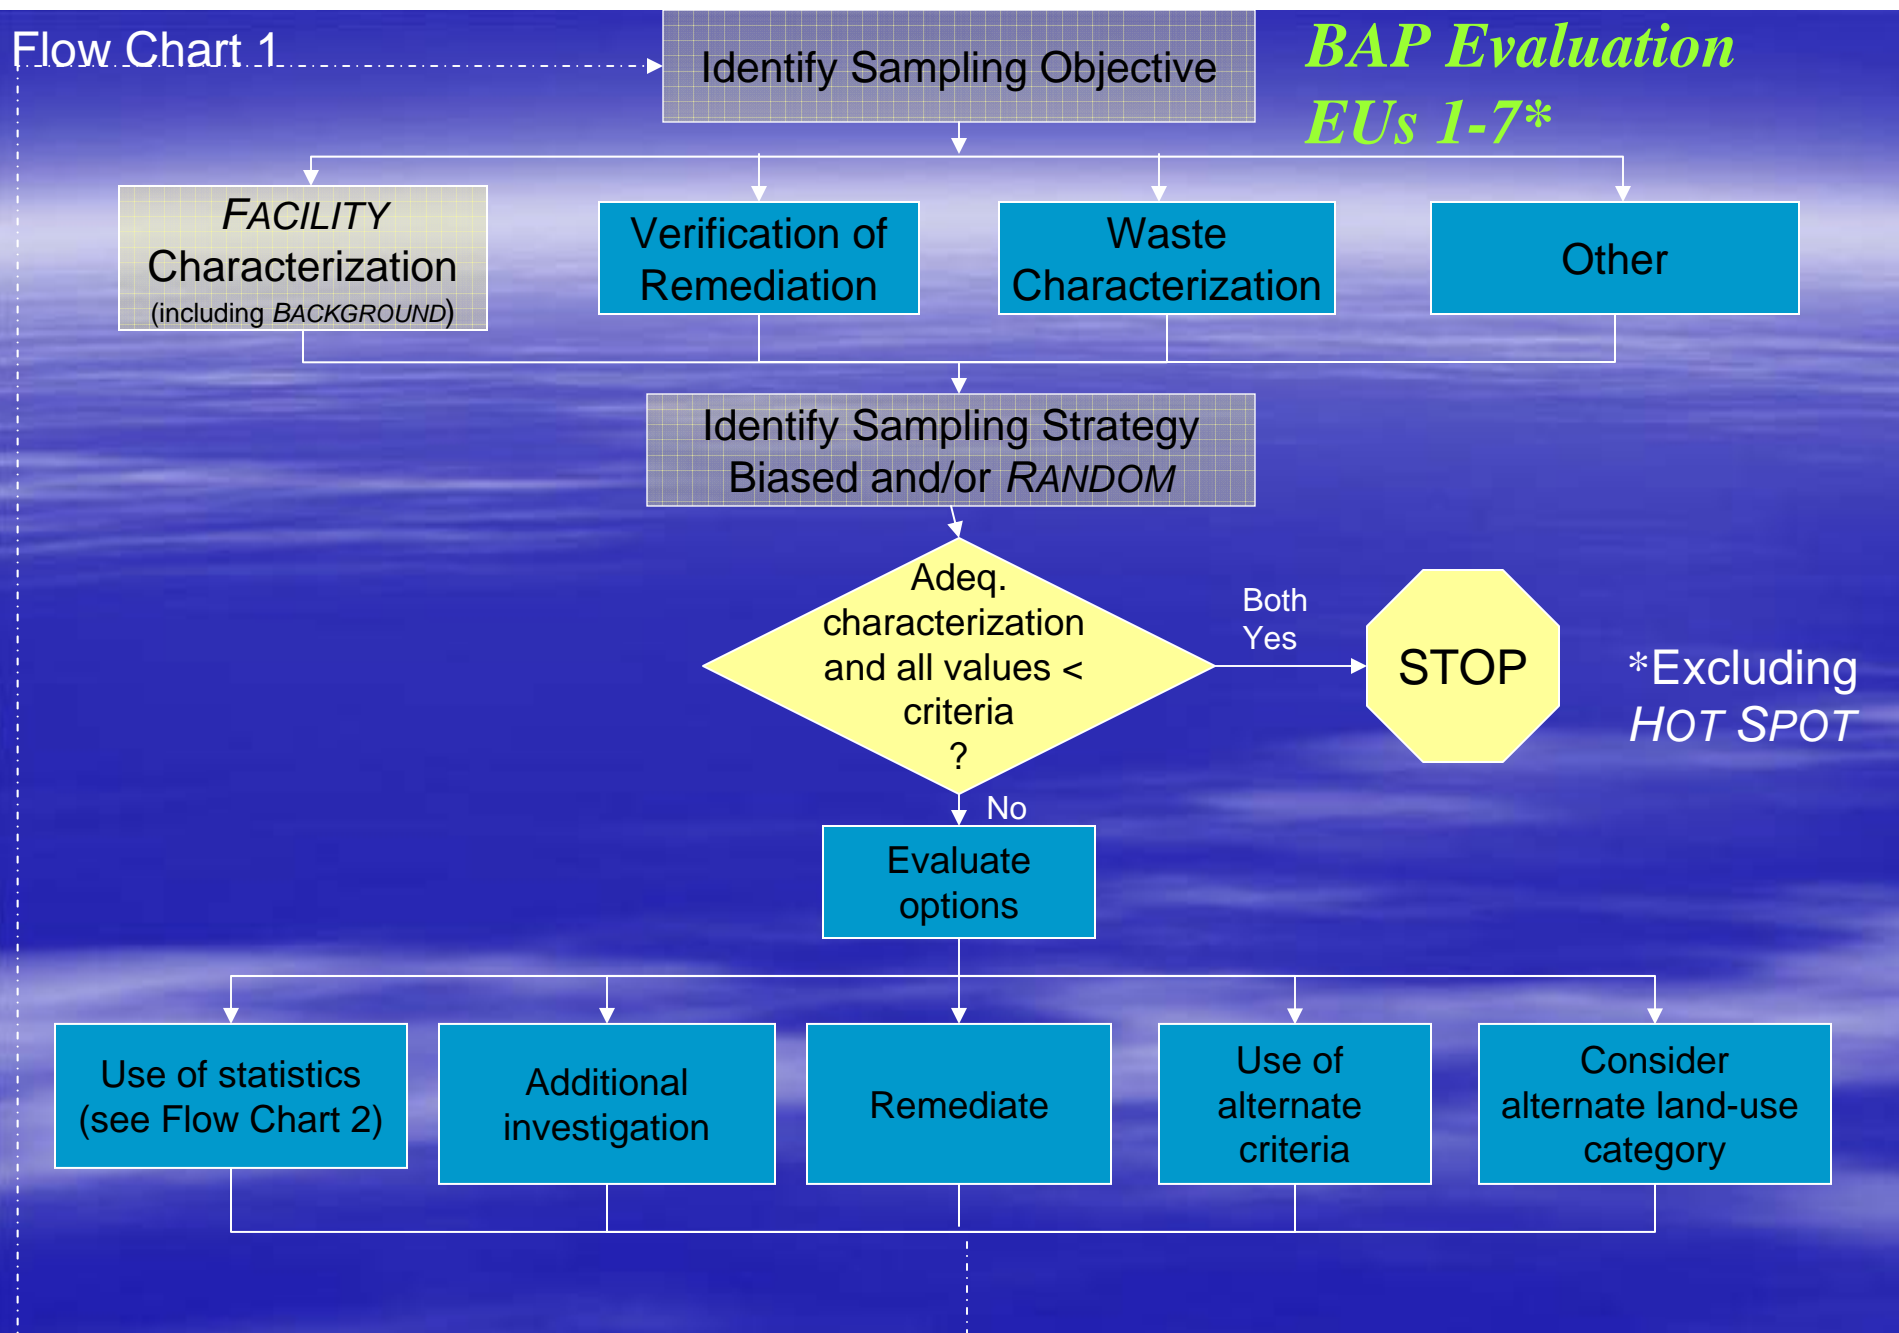 Flow Chart 1
Identify Sampling Objective
BAP Evaluation
EUs 1-7*
FACILITY
Characterization
(including BACKGROUND)
Verification of
Remediation
Waste
Characterization
Other
Identify Sampling Strategy
Biased and/or RANDOM
Adeq.
characterization
and all values <
criteria
?
Both
Yes
STOP
*Excluding
HOT SPOT
No
Evaluate
options
Use of statistics
(see Flow Chart 2)
Additional
investigation
Remediate
Use of
alternate
criteria
Consider
alternate land-use
category